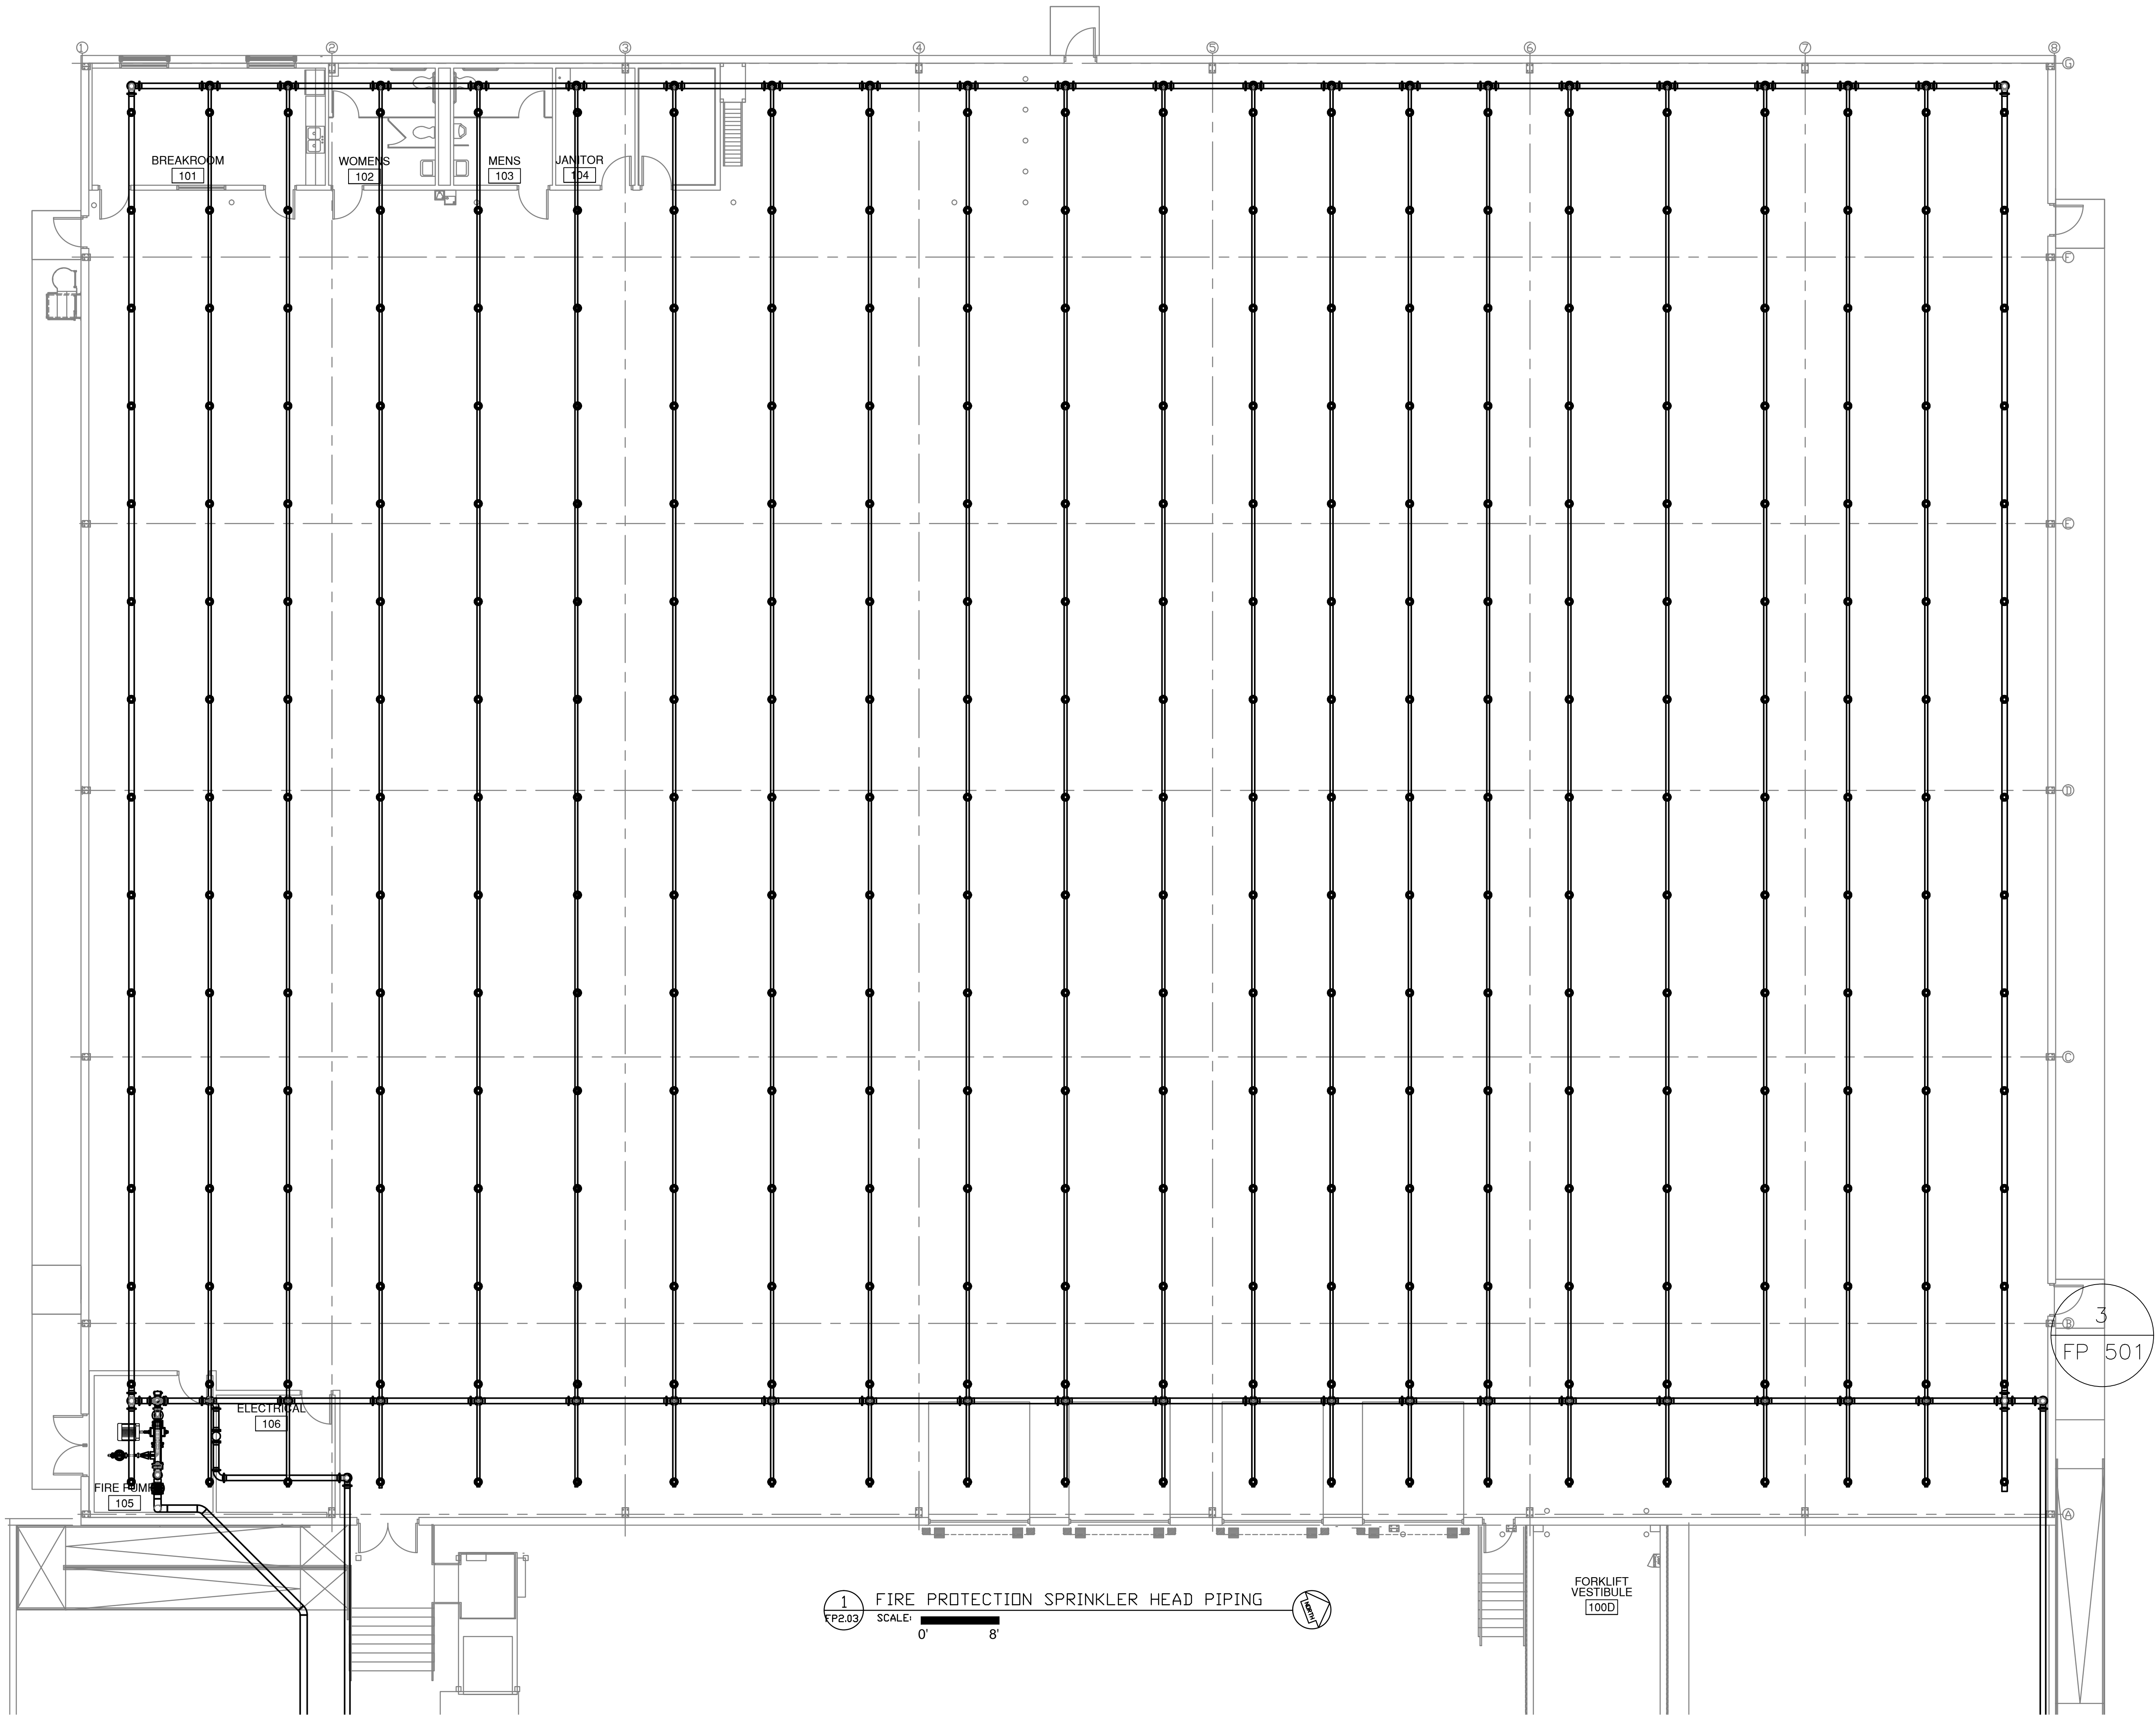 1 2 3 4 5 6 7 8
G
BREAKROOM
101
WOMENS
102
MENS
103
JANITOR
104
F
E
D
C
B
3
FP 501
ELECTRICAL
106
FIRE PUMP
105
A
1
FP2.03
FIRE PROTECTION SPRINKLER HEAD PIPING
SCALE:
0' 8'
NORTH
FORKLIFT
VESTIBULE
100D